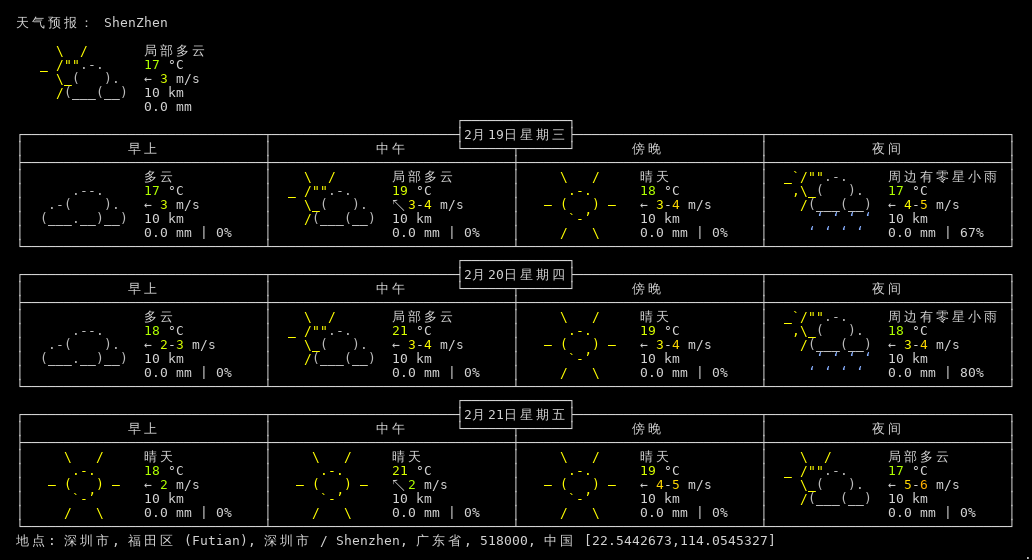 天气预报： ShenZhen
局部多云
17 °C
← 3 m/s
10 km
0.0 mm
2月19日星期三
早上 中午 傍晚 夜间
多云 局部多云 晴天 周边有零星小雨
17 °C 19 °C 18 °C 17 °C
← 3 m/s ↖ 3-4 m/s ← 3-4 m/s ← 4-5 m/s
10 km 10 km 10 km 10 km
0.0 mm | 0% 0.0 mm | 0% 0.0 mm | 0% 0.0 mm | 67%
2月20日星期四
早上 中午 傍晚 夜间
多云 局部多云 晴天 周边有零星小雨
18 °C 21 °C 19 °C 18 °C
← 2-3 m/s ← 3-4 m/s ← 3-4 m/s ← 3-4 m/s
10 km 10 km 10 km 10 km
0.0 mm | 0% 0.0 mm | 0% 0.0 mm | 0% 0.0 mm | 80%
2月21日星期五
早上 中午 傍晚 夜间
晴天 晴天 晴天 局部多云
18 °C 21 °C 19 °C 17 °C
← 2 m/s ↖ 2 m/s ← 4-5 m/s ← 5-6 m/s
10 km 10 km 10 km 10 km
0.0 mm | 0% 0.0 mm | 0% 0.0 mm | 0% 0.0 mm | 0%
地点: 深圳市, 福田区 (Futian), 深圳市 / Shenzhen, 广东省, 518000, 中国 [22.5442673,114.0545327]